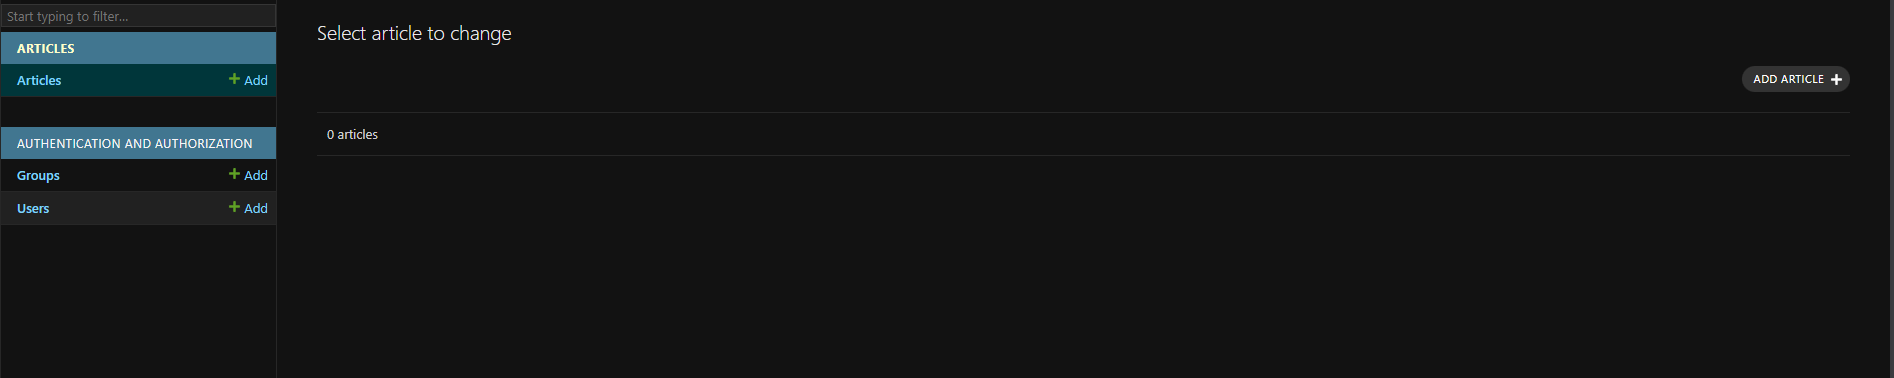 Start typing to filter...
ARTICLES
Articles
Add
AUTHENTICATION AND AUTHORIZATION
Groups
Add
Users
Add
Select article to change
ADD ARTICLE
0 articles